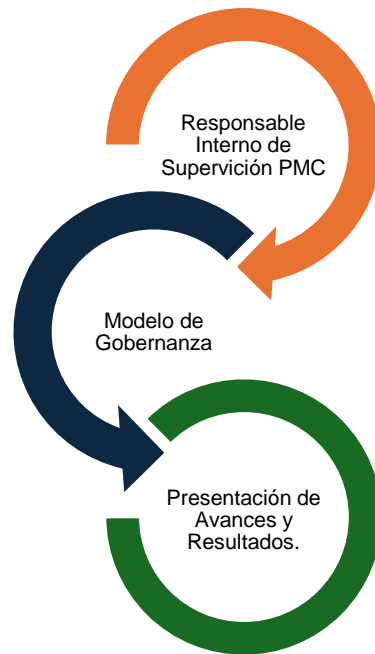 Responsable
Interno de
Supervición PMC
Modelo de
Gobernanza
Presentación de
Avances y
Resultados.